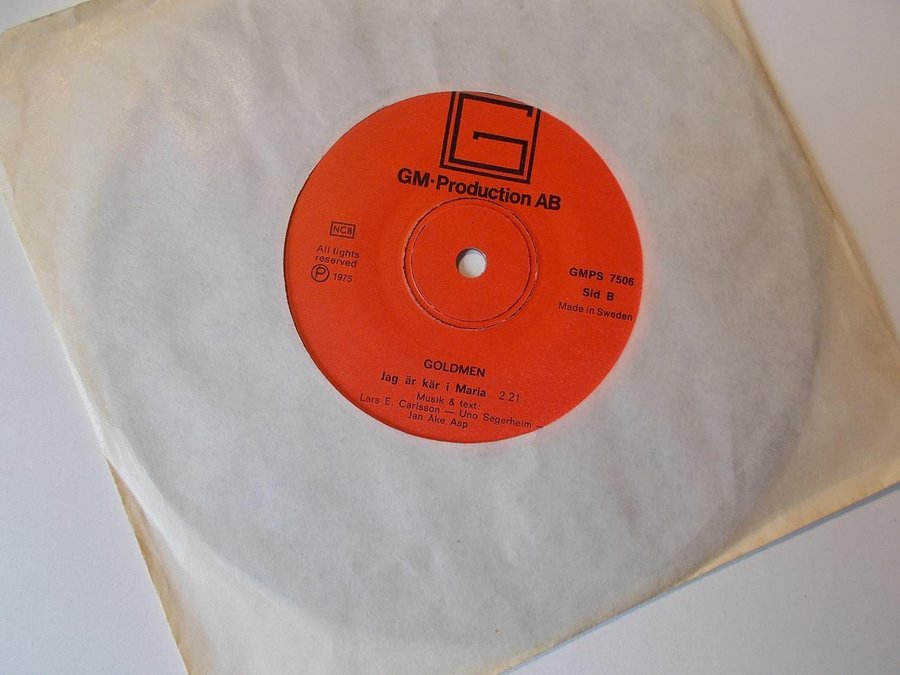 G
GM-Production AB
NCB
All rights
reserved
Ⓟ 1975
GMPS 7506
Sid B
Made in Sweden
GOLDMEN
Jag är kär i Maria 2.21
Musik & text:
Lars E. Carlsson — Uno Segerheim —
Jan Åke Asp